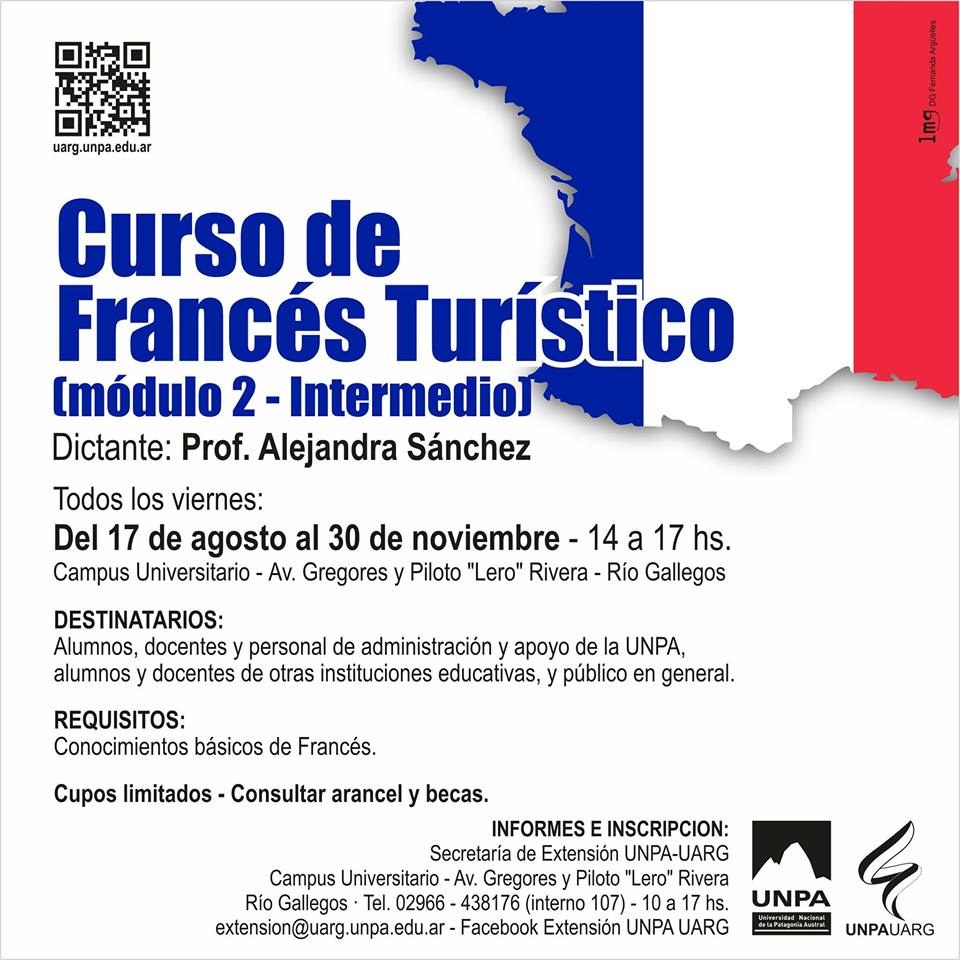 uarg.unpa.edu.ar
lmg DG Fernanda Argüelles
Curso de
Francés Turístico
(módulo 2 - Intermedio)
Dictante: Prof. Alejandra Sánchez
Todos los viernes:
Del 17 de agosto al 30 de noviembre - 14 a 17 hs.
Campus Universitario - Av. Gregores y Piloto "Lero" Rivera - Río Gallegos
DESTINATARIOS:
Alumnos, docentes y personal de administración y apoyo de la UNPA,
alumnos y docentes de otras instituciones educativas, y público en general.
REQUISITOS:
Conocimientos básicos de Francés.
Cupos limitados - Consultar arancel y becas.
INFORMES E INSCRIPCION:
Secretaría de Extensión UNPA-UARG
Campus Universitario - Av. Gregores y Piloto "Lero" Rivera
Río Gallegos · Tel. 02966 - 438176 (interno 107) - 10 a 17 hs.
extension@uarg.unpa.edu.ar - Facebook Extensión UNPA UARG
UNPA
Universidad Nacional
de la Patagonia Austral
UNPAUARG